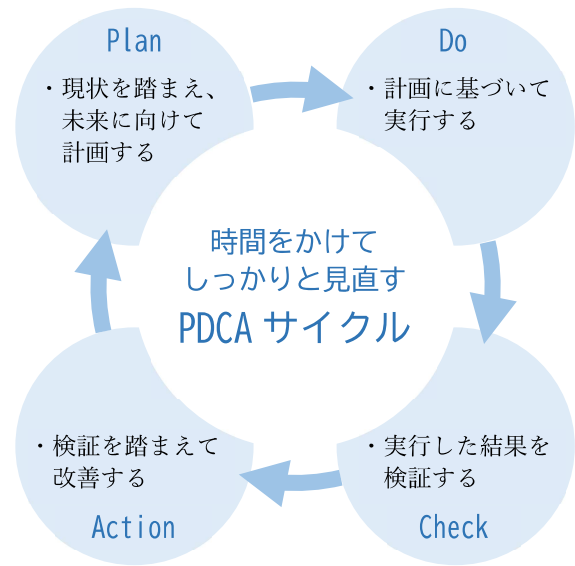 Plan
・現状を踏まえ、
未来に向けて
計画する
Do
・計画に基づいて
実行する
時間をかけて
しっかりと見直す
PDCA サイクル
・検証を踏まえて
改善する
Action
・実行した結果を
検証する
Check